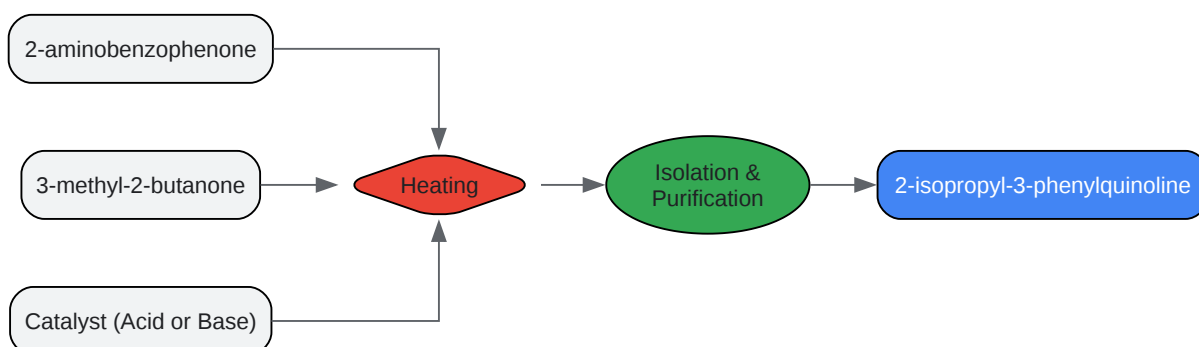 2-aminobenzophenone
3-methyl-2-butanone
Catalyst (Acid or Base)
Heating
Isolation &
Purification
2-isopropyl-3-phenylquinoline